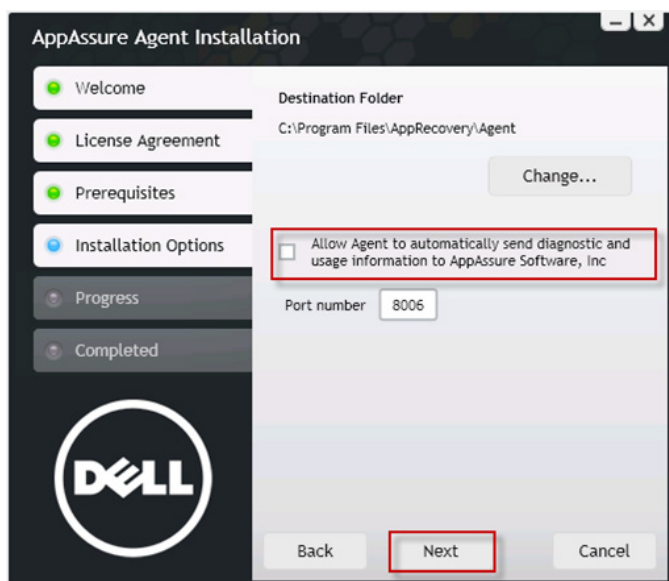 AppAssure Agent Installation
Welcome
License Agreement
Prerequisites
Installation Options
Progress
Completed
DELL
Destination Folder
C:\Program Files\AppRecovery\Agent
Change...
Allow Agent to automatically send diagnostic and
usage information to AppAssure Software, Inc
Port number 8006
Back Next Cancel